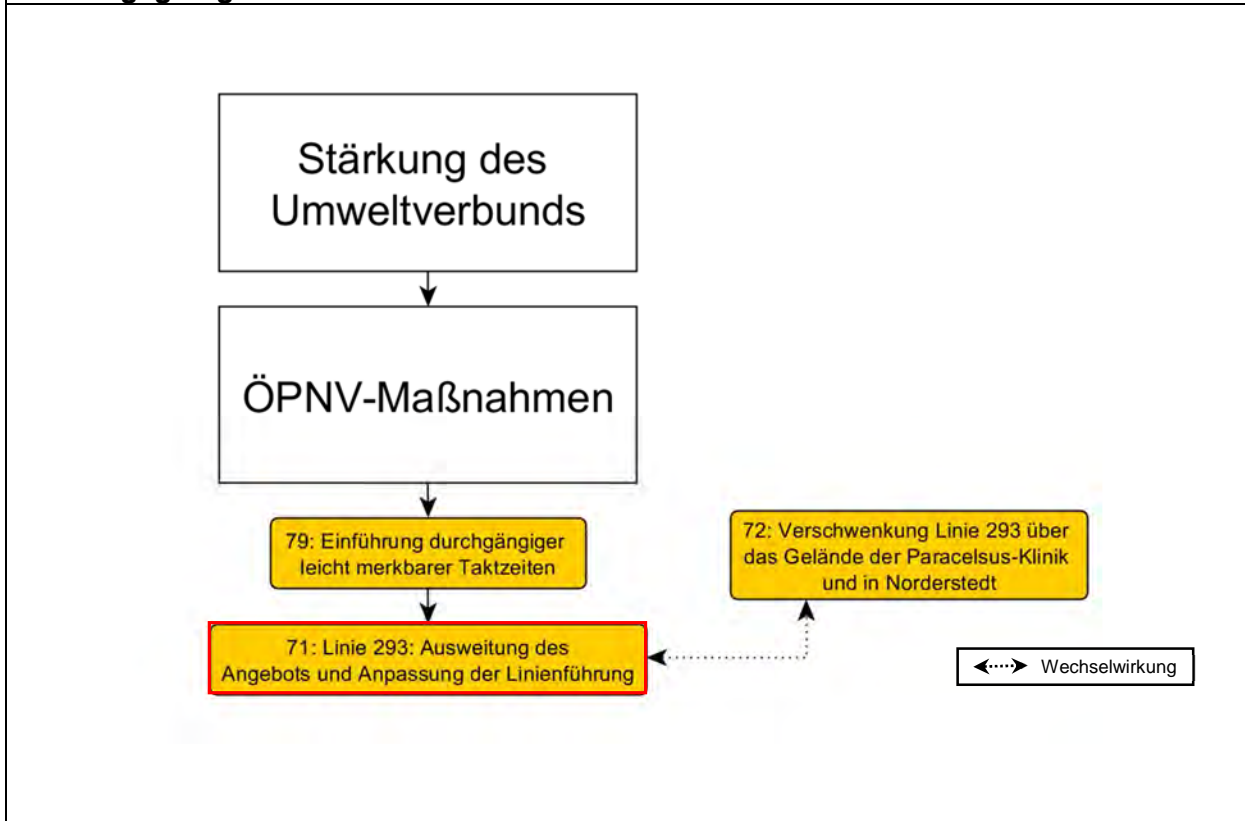 Stärkung des
Umweltverbunds
ÖPNV-Maßnahmen
79: Einführung durchgängiger
leicht merkbarer Taktzeiten
72: Verschwenkung Linie 293 über
das Gelände der Paracelsus-Klinik
und in Norderstedt
71: Linie 293: Ausweitung des
Angebots und Anpassung der Linienführung
Wechselwirkung